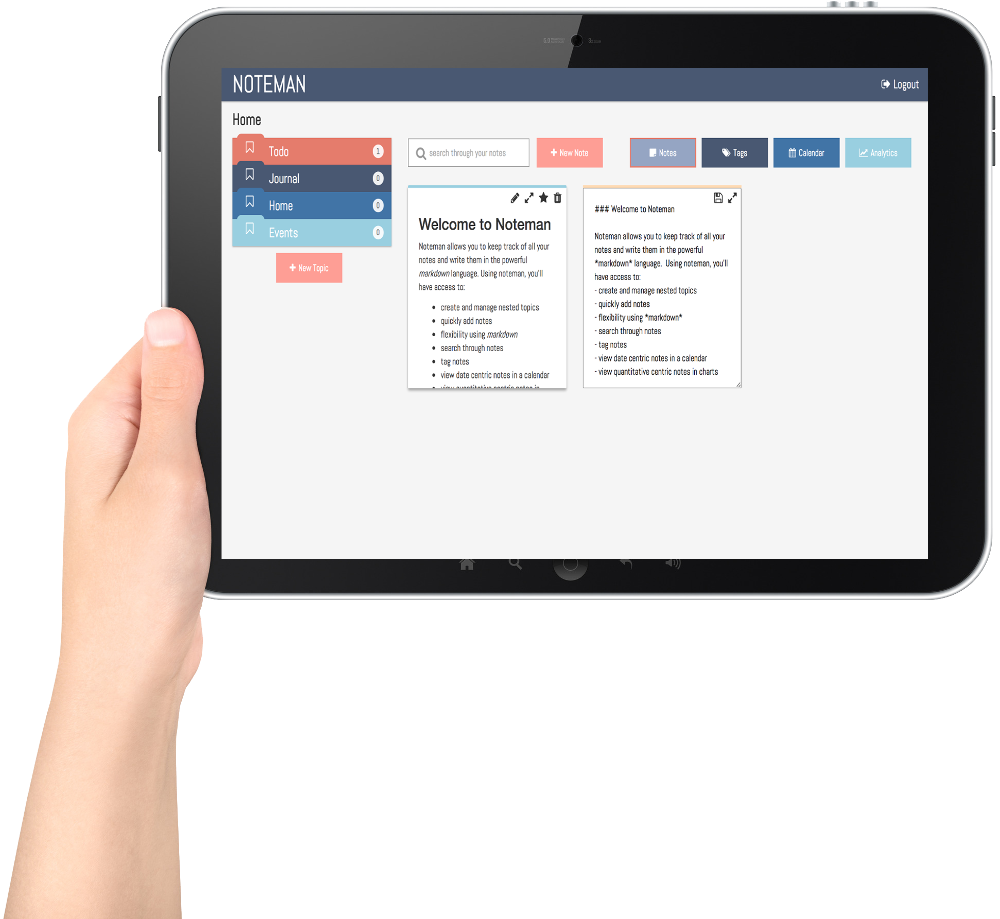 NOTEMAN
Logout
Home
Todo 1
Journal 0
Home 0
Events 0
New Topic
search through your notes
New Note
Notes
Tags
Calendar
Analytics
Welcome to Noteman
Noteman allows you to keep track of all your
notes and write them in the powerful
markdown language. Using noteman, you'll
have access to:
• create and manage nested topics
• quickly add notes
• flexibility using markdown
• search through notes
• tag notes
• view date centric notes in a calendar
• view quantitative centric notes in
### Welcome to Noteman
Noteman allows you to keep track of all your
notes and write them in the powerful
*markdown* language. Using noteman, you'll
have access to:
- create and manage nested topics
- quickly add notes
- flexibility using *markdown*
- search through notes
- tag notes
- view date centric notes in a calendar
- view quantitative centric notes in charts